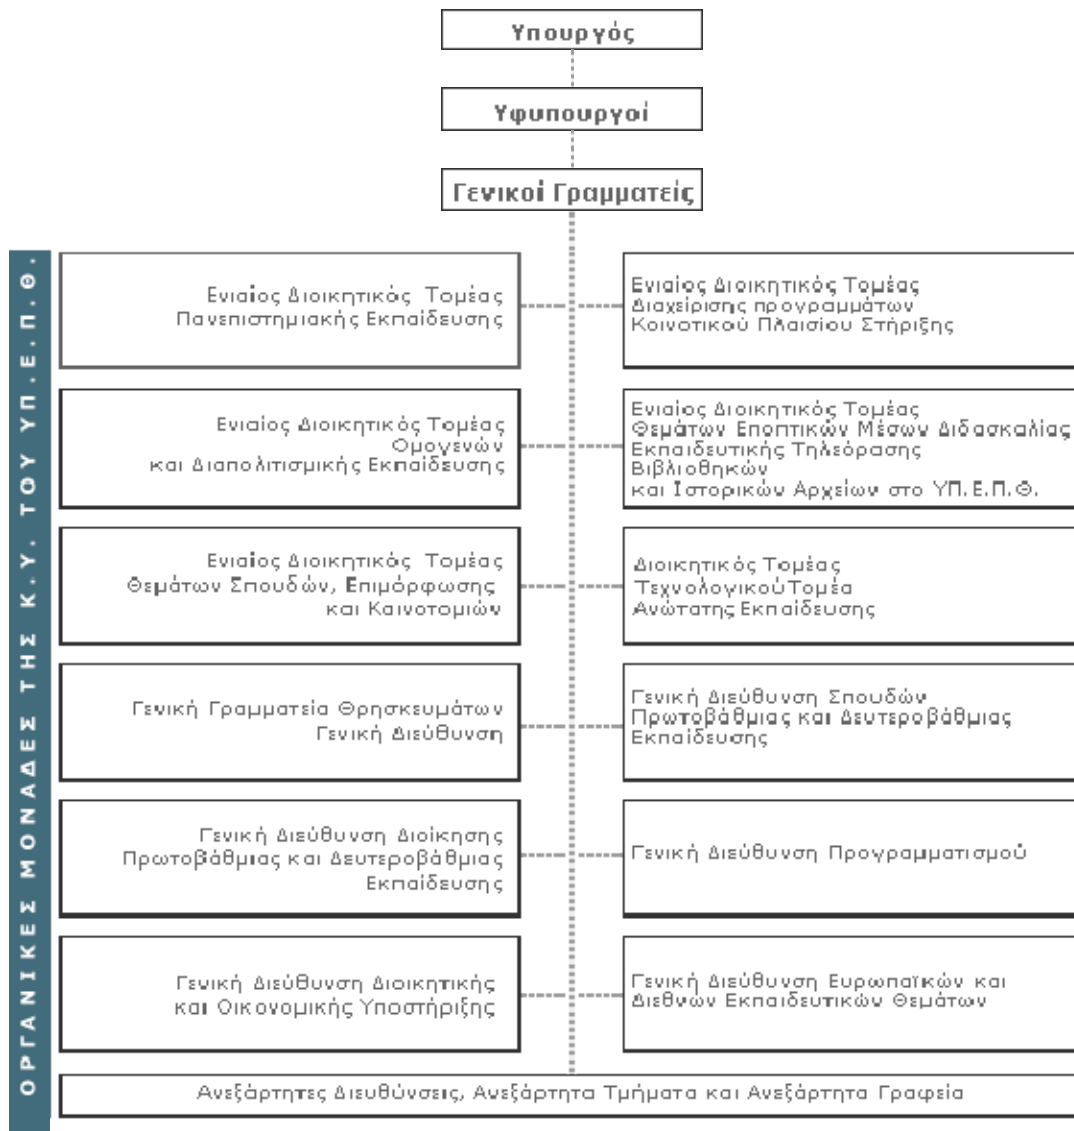 Υπουργός
Υφυπουργοί
Γενικοί Γραμματείς
ΟΡΓΑΝΙΚΕΣ ΜΟΝΑΔΕΣ ΤΗΣ Κ.Υ. ΤΟΥ ΥΠ.Ε.Π.Θ.
Ενιαίος Διοικητικός Τομέας
Πανεπιστημιακής Εκπαίδευσης
Ενιαίος Διοικητικός Τομέας
Διαχείρισης προγραμμάτων
Κοινοτικού Πλαισίου Στήριξης
Ενιαίος Διοικητικός Τομέας
Ομογενών
και Διαπολιτισμικής Εκπαίδευσης
Ενιαίος Διοικητικός Τομέας
Θεμάτων Εποπτικών Μέσων Διδασκαλίας
Εκπαιδευτικής Τηλεόρασης
Βιβλιοθηκών
και Ιστορικών Αρχείων στο ΥΠ.Ε.Π.Θ.
Ενιαίος Διοικητικός Τομέας
Θεμάτων Σπουδών, Επιμόρφωσης
και Καινοτομιών
Διοικητικός Τομέας
Τεχνολογικού Τομέα
Ανώτατης Εκπαίδευσης
Γενική Γραμματεία Θρησκευμάτων
Γενική Διεύθυνση
Γενική Διεύθυνση Σπουδών
Πρωτοβάθμιας και Δευτεροβάθμιας
Εκπαίδευσης
Γενική Διεύθυνση Διοίκησης
Πρωτοβάθμιας και Δευτεροβάθμιας
Εκπαίδευσης
Γενική Διεύθυνση Προγραμματισμού
Γενική Διεύθυνση Διοικητικής
και Οικονομικής Υποστήριξης
Γενική Διεύθυνση Ευρωπαϊκών και
Διεθνών Εκπαιδευτικών Θεμάτων
Ανεξάρτητες Διευθύνσεις, Ανεξάρτητα Τμήματα και Ανεξάρτητα Γραφεία